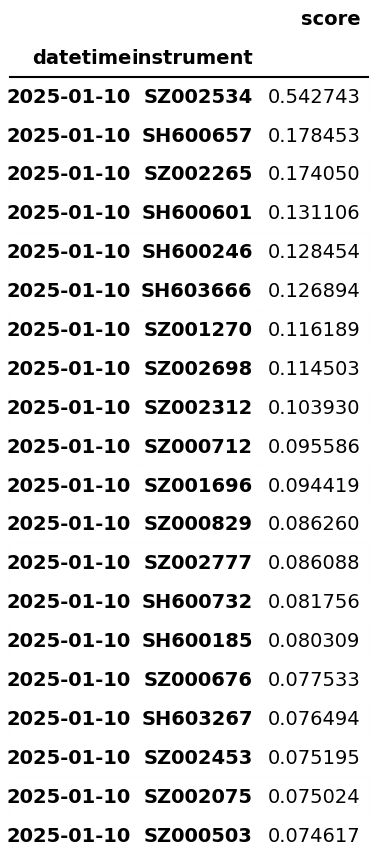 score
datetime instrument
2025-01-10 SZ002534 0.542743
2025-01-10 SH600657 0.178453
2025-01-10 SZ002265 0.174050
2025-01-10 SH600601 0.131106
2025-01-10 SH600246 0.128454
2025-01-10 SH603666 0.126894
2025-01-10 SZ001270 0.116189
2025-01-10 SZ002698 0.114503
2025-01-10 SZ002312 0.103930
2025-01-10 SZ000712 0.095586
2025-01-10 SZ001696 0.094419
2025-01-10 SZ000829 0.086260
2025-01-10 SZ002777 0.086088
2025-01-10 SH600732 0.081756
2025-01-10 SH600185 0.080309
2025-01-10 SZ000676 0.077533
2025-01-10 SH603267 0.076494
2025-01-10 SZ002453 0.075195
2025-01-10 SZ002075 0.075024
2025-01-10 SZ000503 0.074617